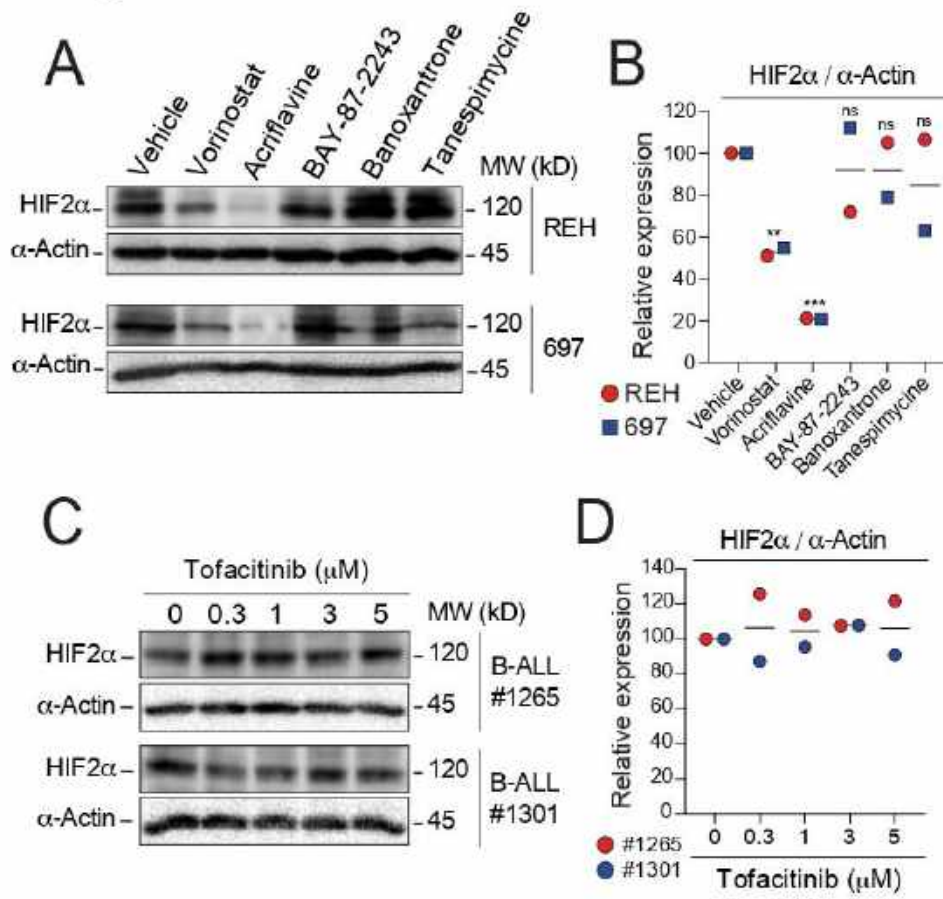 A
Vehicle
Vorinostat
Acriflavine
BAY-87-2243
Banoxantrone
Tanespimycine
MW (kD)
HIF2α - - 120
α-Actin - - 45
REH
HIF2α - - 120
α-Actin - - 45
697
B
HIF2α / α-Actin
Relative expression
120
100
80
60
40
20
0
**
***
ns
ns
ns
Vehicle
Vorinostat
Acriflavine
BAY-87-2243
Banoxantrone
Tanespimycine
REH
697
C
Tofacitinib (μM)
0 0.3 1 3 5 MW (kD)
HIF2α - - 120
α-Actin - - 45
B-ALL
#1265
HIF2α - - 120
α-Actin - - 45
B-ALL
#1301
D
HIF2α / α-Actin
Relative expression
140
120
100
80
60
40
20
0
0 0.3 1 3 5
#1265
#1301
Tofacitinib (μM)